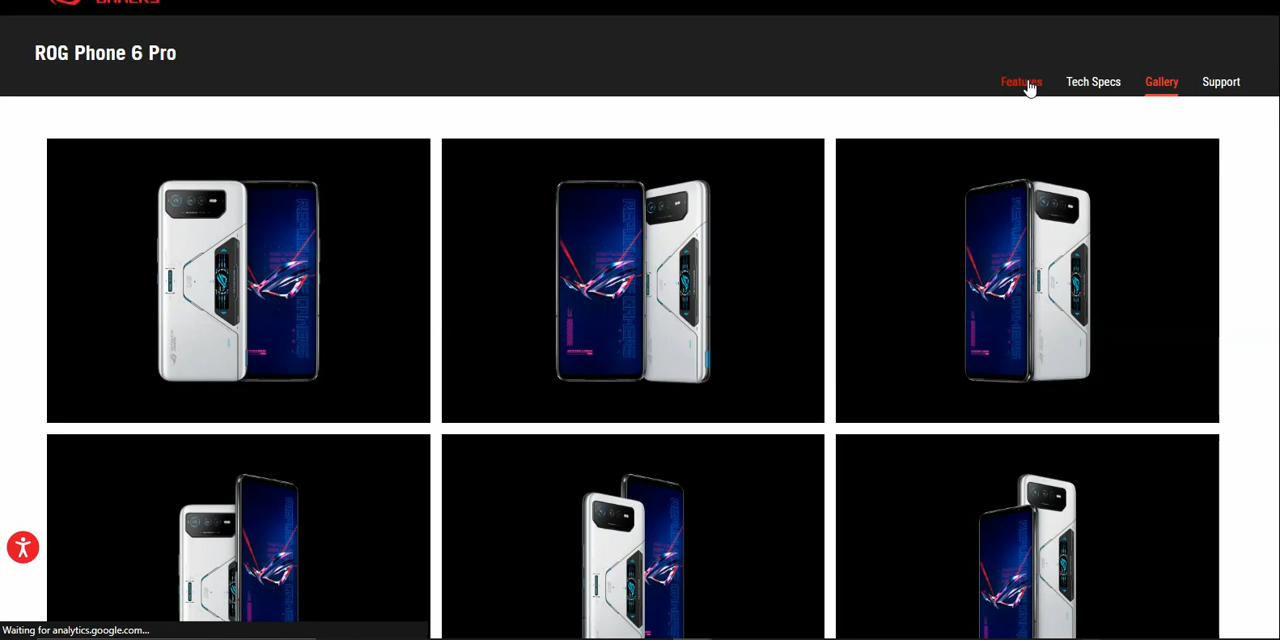 ROG Phone 6 Pro
Features Tech Specs Gallery Support
Waiting for analytics.google.com...